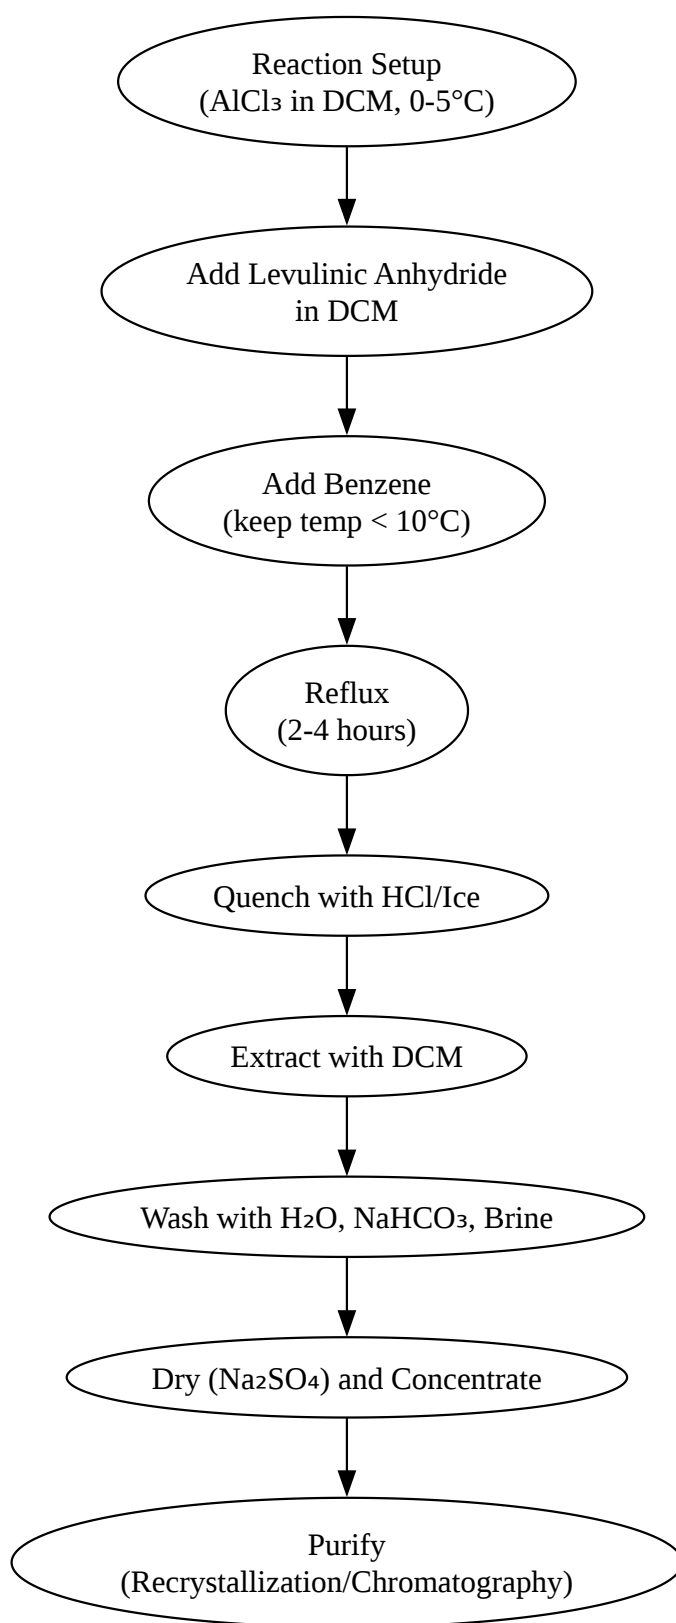 Reaction Setup
(AlCl₃ in DCM, 0-5°C)
Add Levulinic Anhydride
in DCM
Add Benzene
(keep temp < 10°C)
Reflux
(2-4 hours)
Quench with HCl/Ice
Extract with DCM
Wash with H₂O, NaHCO₃, Brine
Dry (Na₂SO₄) and Concentrate
Purify
(Recrystallization/Chromatography)